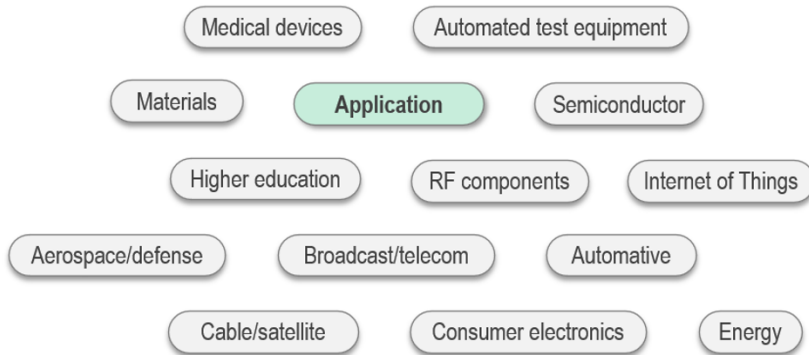 Medical devices
Automated test equipment
Materials
Application
Semiconductor
Higher education
RF components
Internet of Things
Aerospace/defense
Broadcast/telecom
Automative
Cable/satellite
Consumer electronics
Energy